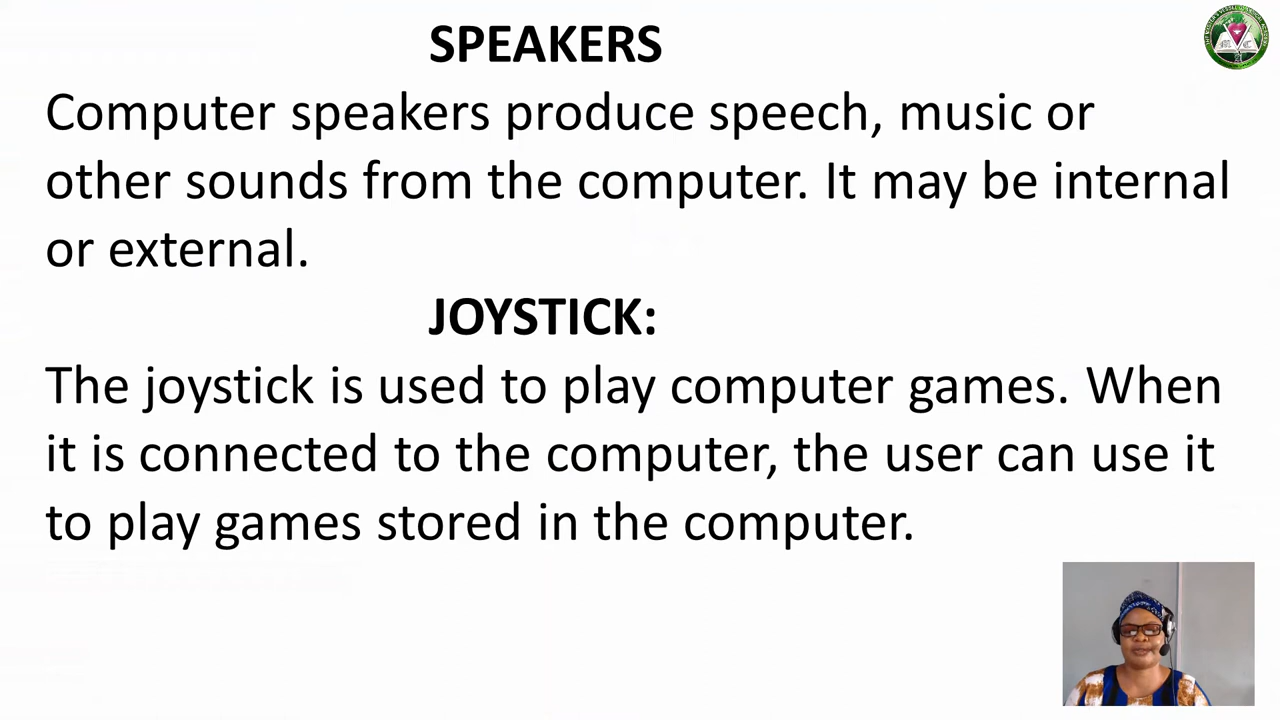 SPEAKERS
Computer speakers produce speech, music or
other sounds from the computer. It may be internal
or external.
JOYSTICK:
The joystick is used to play computer games. When
it is connected to the computer, the user can use it
to play games stored in the computer.